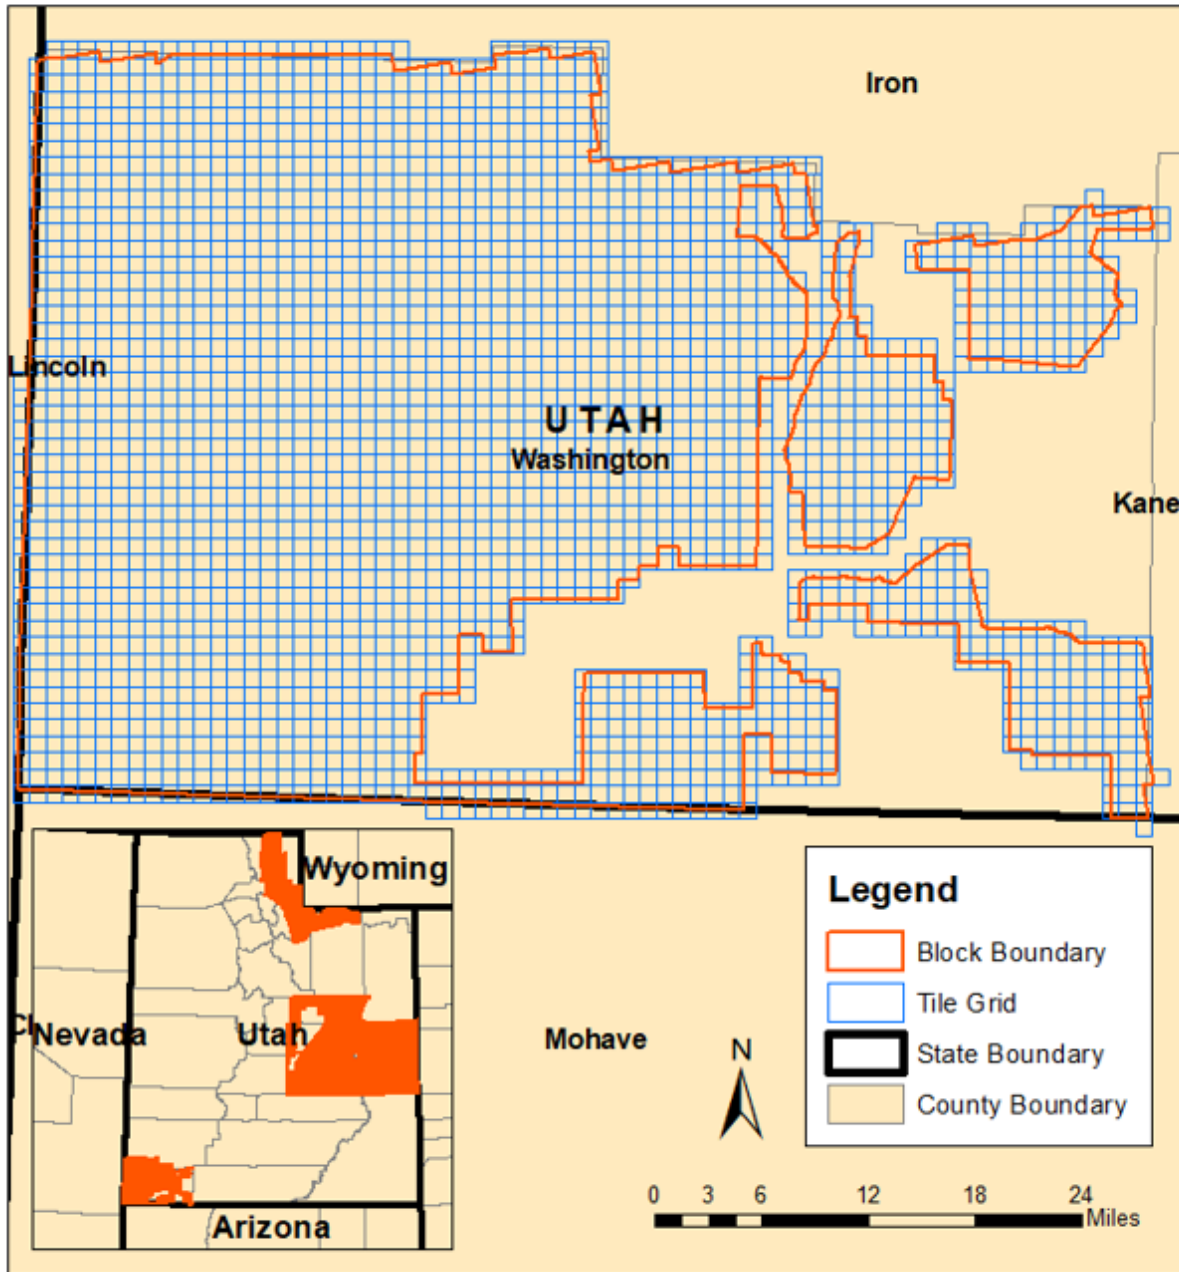 Iron
Lincoln
UTAH
Washington
Kane
Wyoming
Nevada
Utah
Arizona
Mohave
N
Legend
Block Boundary
Tile Grid
State Boundary
County Boundary
0 3 6 12 18 24
Miles